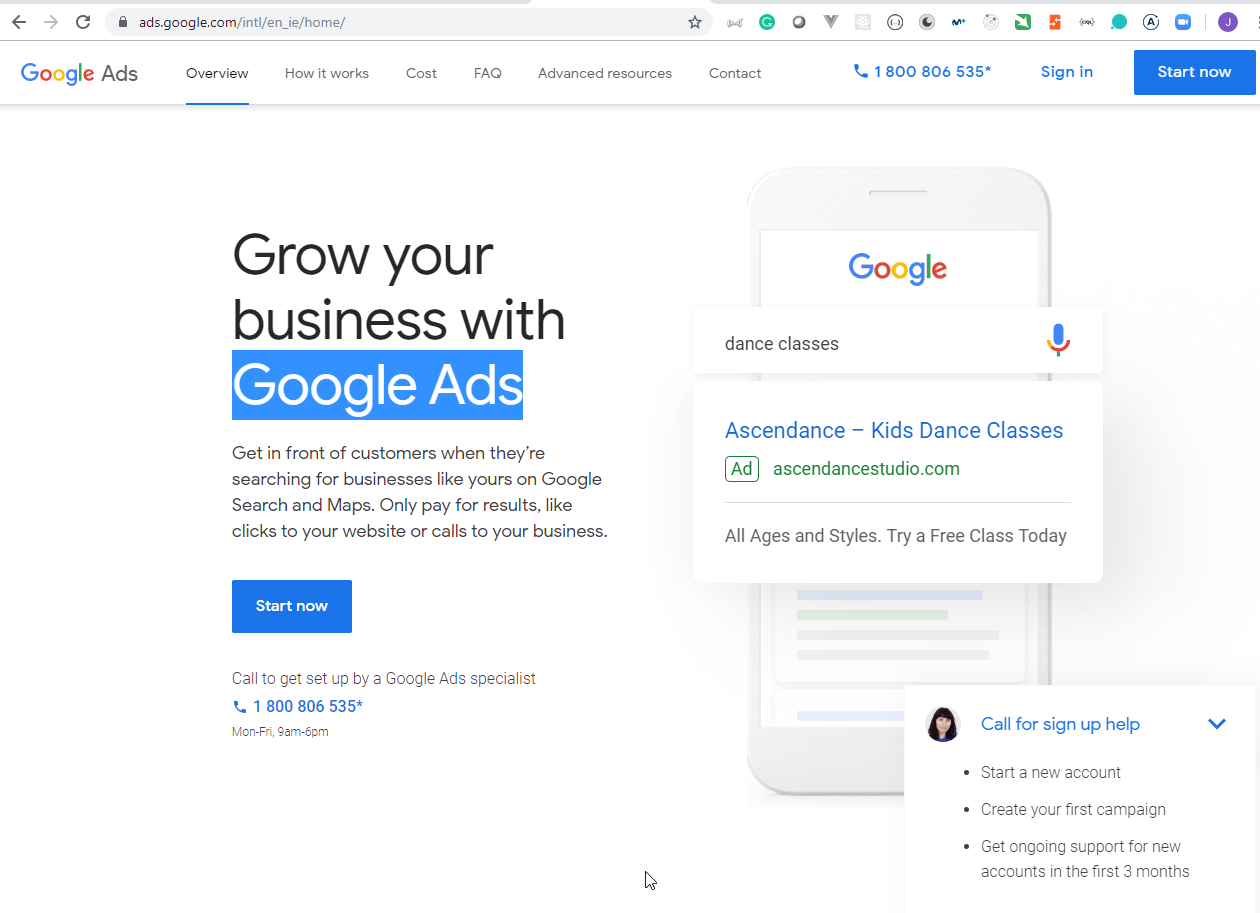 ads.google.com/intl/en_ie/home/
J
Google Ads
Overview
How it works
Cost
FAQ
Advanced resources
Contact
1 800 806 535*
Sign in
Start now
Grow your
business with
Google Ads
Get in front of customers when they're
searching for businesses like yours on Google
Search and Maps. Only pay for results, like
clicks to your website or calls to your business.
Start now
Call to get set up by a Google Ads specialist
1 800 806 535*
Mon-Fri, 9am-6pm
Google
dance classes
Ascendance – Kids Dance Classes
Ad ascendancestudio.com
All Ages and Styles. Try a Free Class Today
Call for sign up help
• Start a new account
• Create your first campaign
• Get ongoing support for new
accounts in the first 3 months